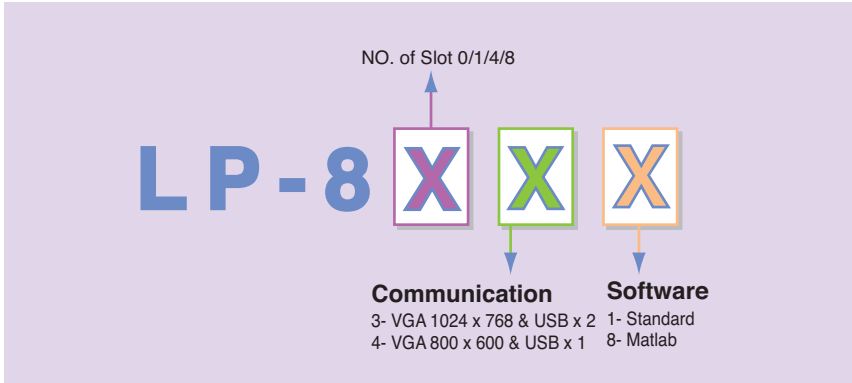 NO. of Slot 0/1/4/8
LP-8XXX
Communication
3- VGA 1024 x 768 & USB x 2
4- VGA 800 x 600 & USB x 1
Software
1- Standard
8- Matlab